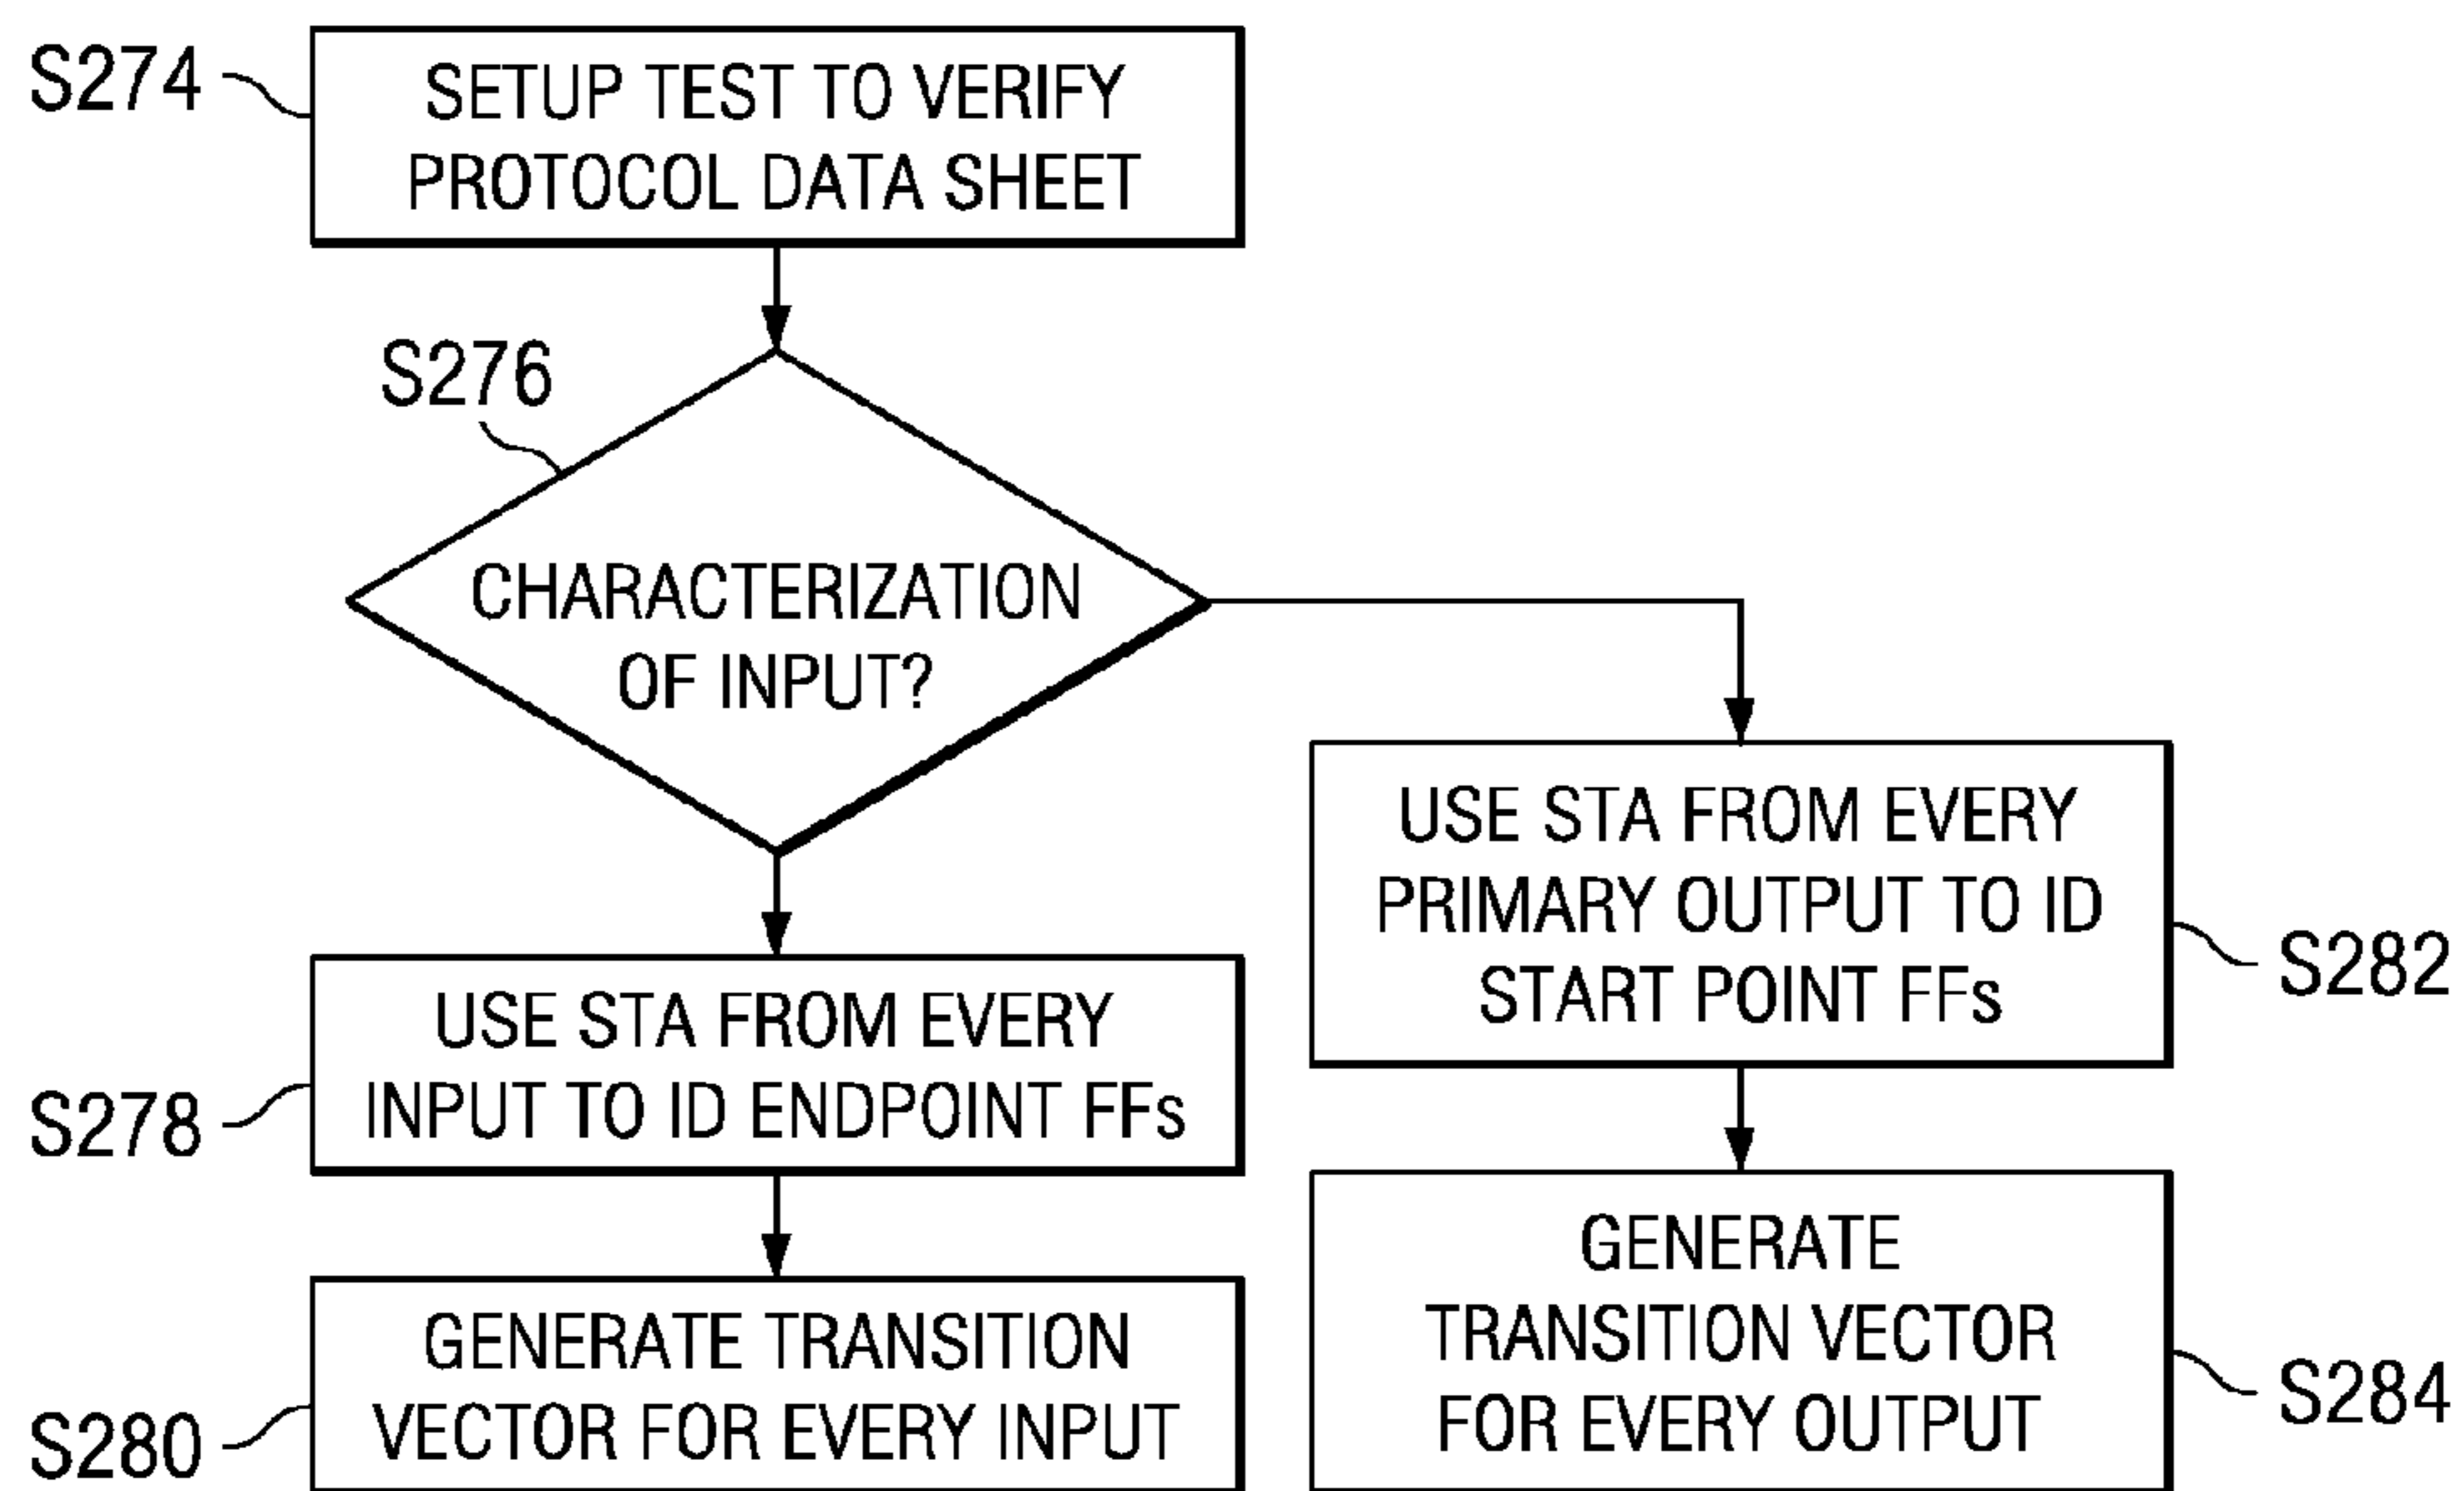 S274
SETUP TEST TO VERIFY
PROTOCOL DATA SHEET
S276
CHARACTERIZATION
OF INPUT?
USE STA FROM EVERY
PRIMARY OUTPUT TO ID
START POINT FFs
S282
S278
USE STA FROM EVERY
INPUT TO ID ENDPOINT FFs
S280
GENERATE TRANSITION
VECTOR FOR EVERY INPUT
GENERATE
TRANSITION VECTOR
FOR EVERY OUTPUT
S284